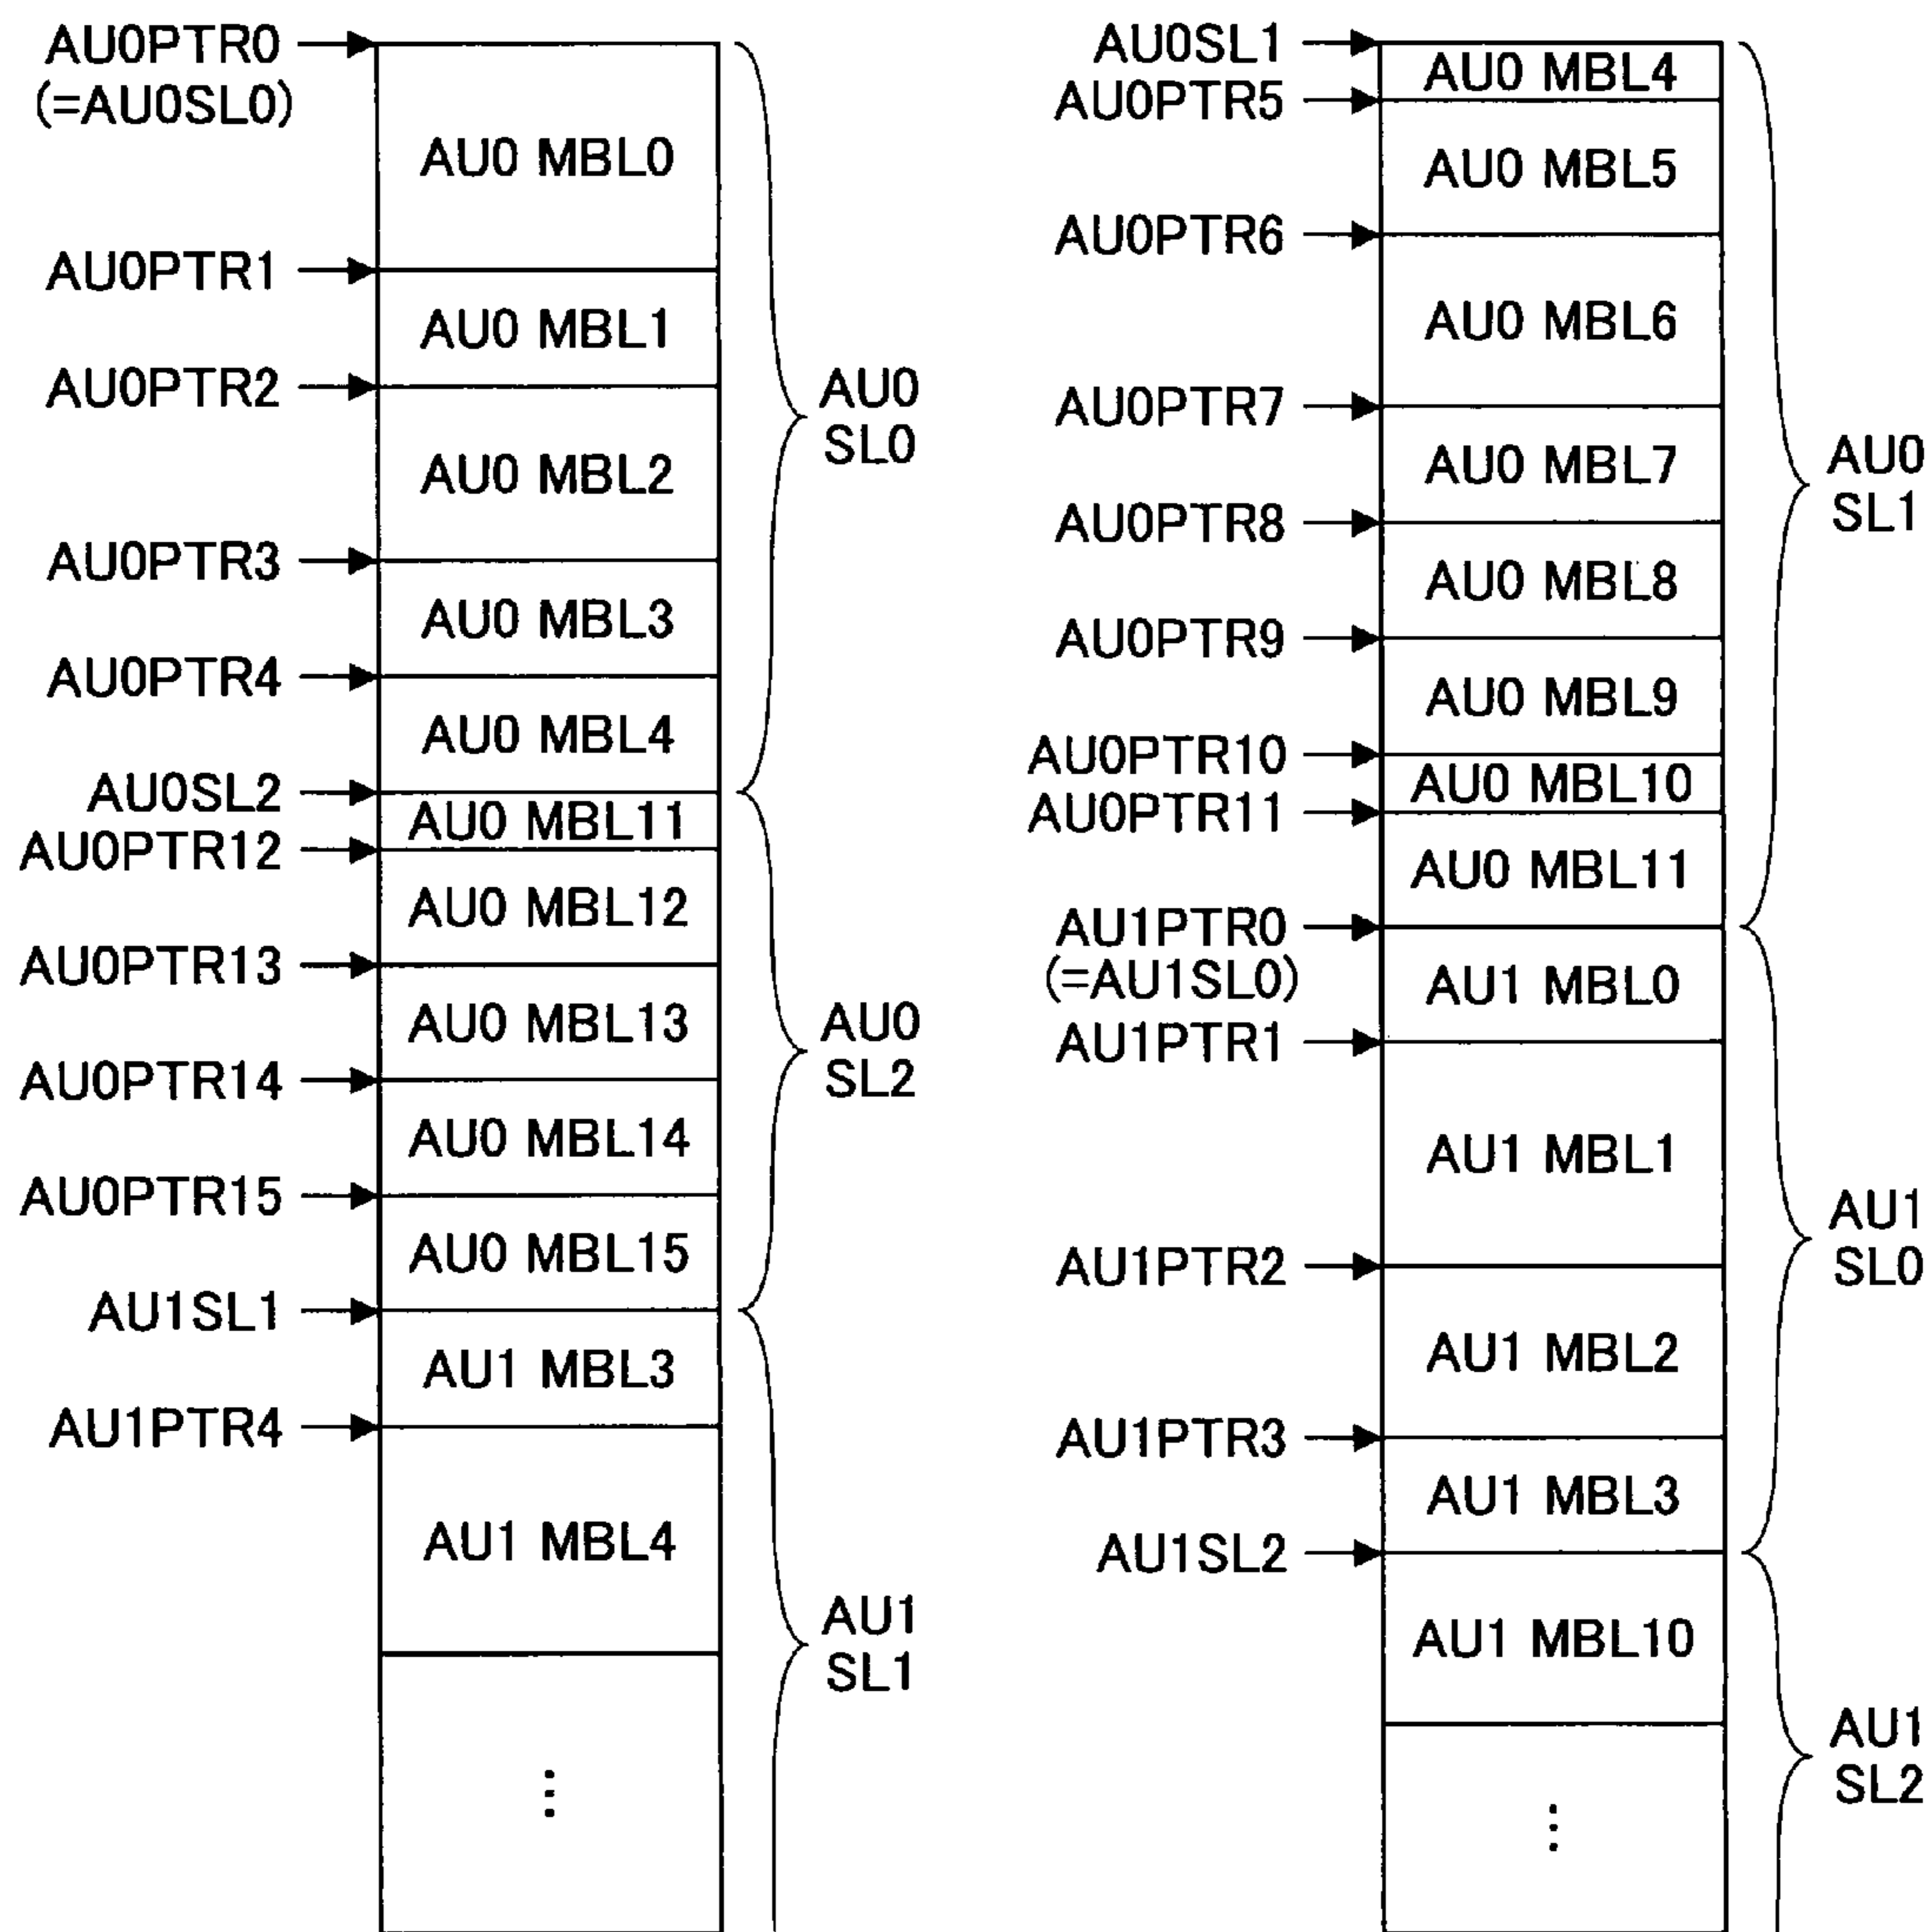 AU0PTR0
(=AU0SL0)
AU0 MBL0
AU0PTR1
AU0 MBL1
AU0PTR2
AU0 MBL2
AU0PTR3
AU0 MBL3
AU0PTR4
AU0 MBL4
AU0
SL0
AU0SL2
AU0 MBL11
AU0PTR12
AU0 MBL12
AU0PTR13
AU0 MBL13
AU0PTR14
AU0 MBL14
AU0PTR15
AU0 MBL15
AU0
SL2
AU1SL1
AU1 MBL3
AU1PTR4
AU1 MBL4
AU1
SL1
⋮
AU0SL1
AU0 MBL4
AU0PTR5
AU0 MBL5
AU0PTR6
AU0 MBL6
AU0PTR7
AU0 MBL7
AU0PTR8
AU0 MBL8
AU0PTR9
AU0 MBL9
AU0PTR10
AU0 MBL10
AU0PTR11
AU0 MBL11
AU0
SL1
AU1PTR0
(=AU1SL0)
AU1 MBL0
AU1PTR1
AU1 MBL1
AU1PTR2
AU1 MBL2
AU1PTR3
AU1 MBL3
AU1
SL0
AU1SL2
AU1 MBL10
AU1
SL2
⋮